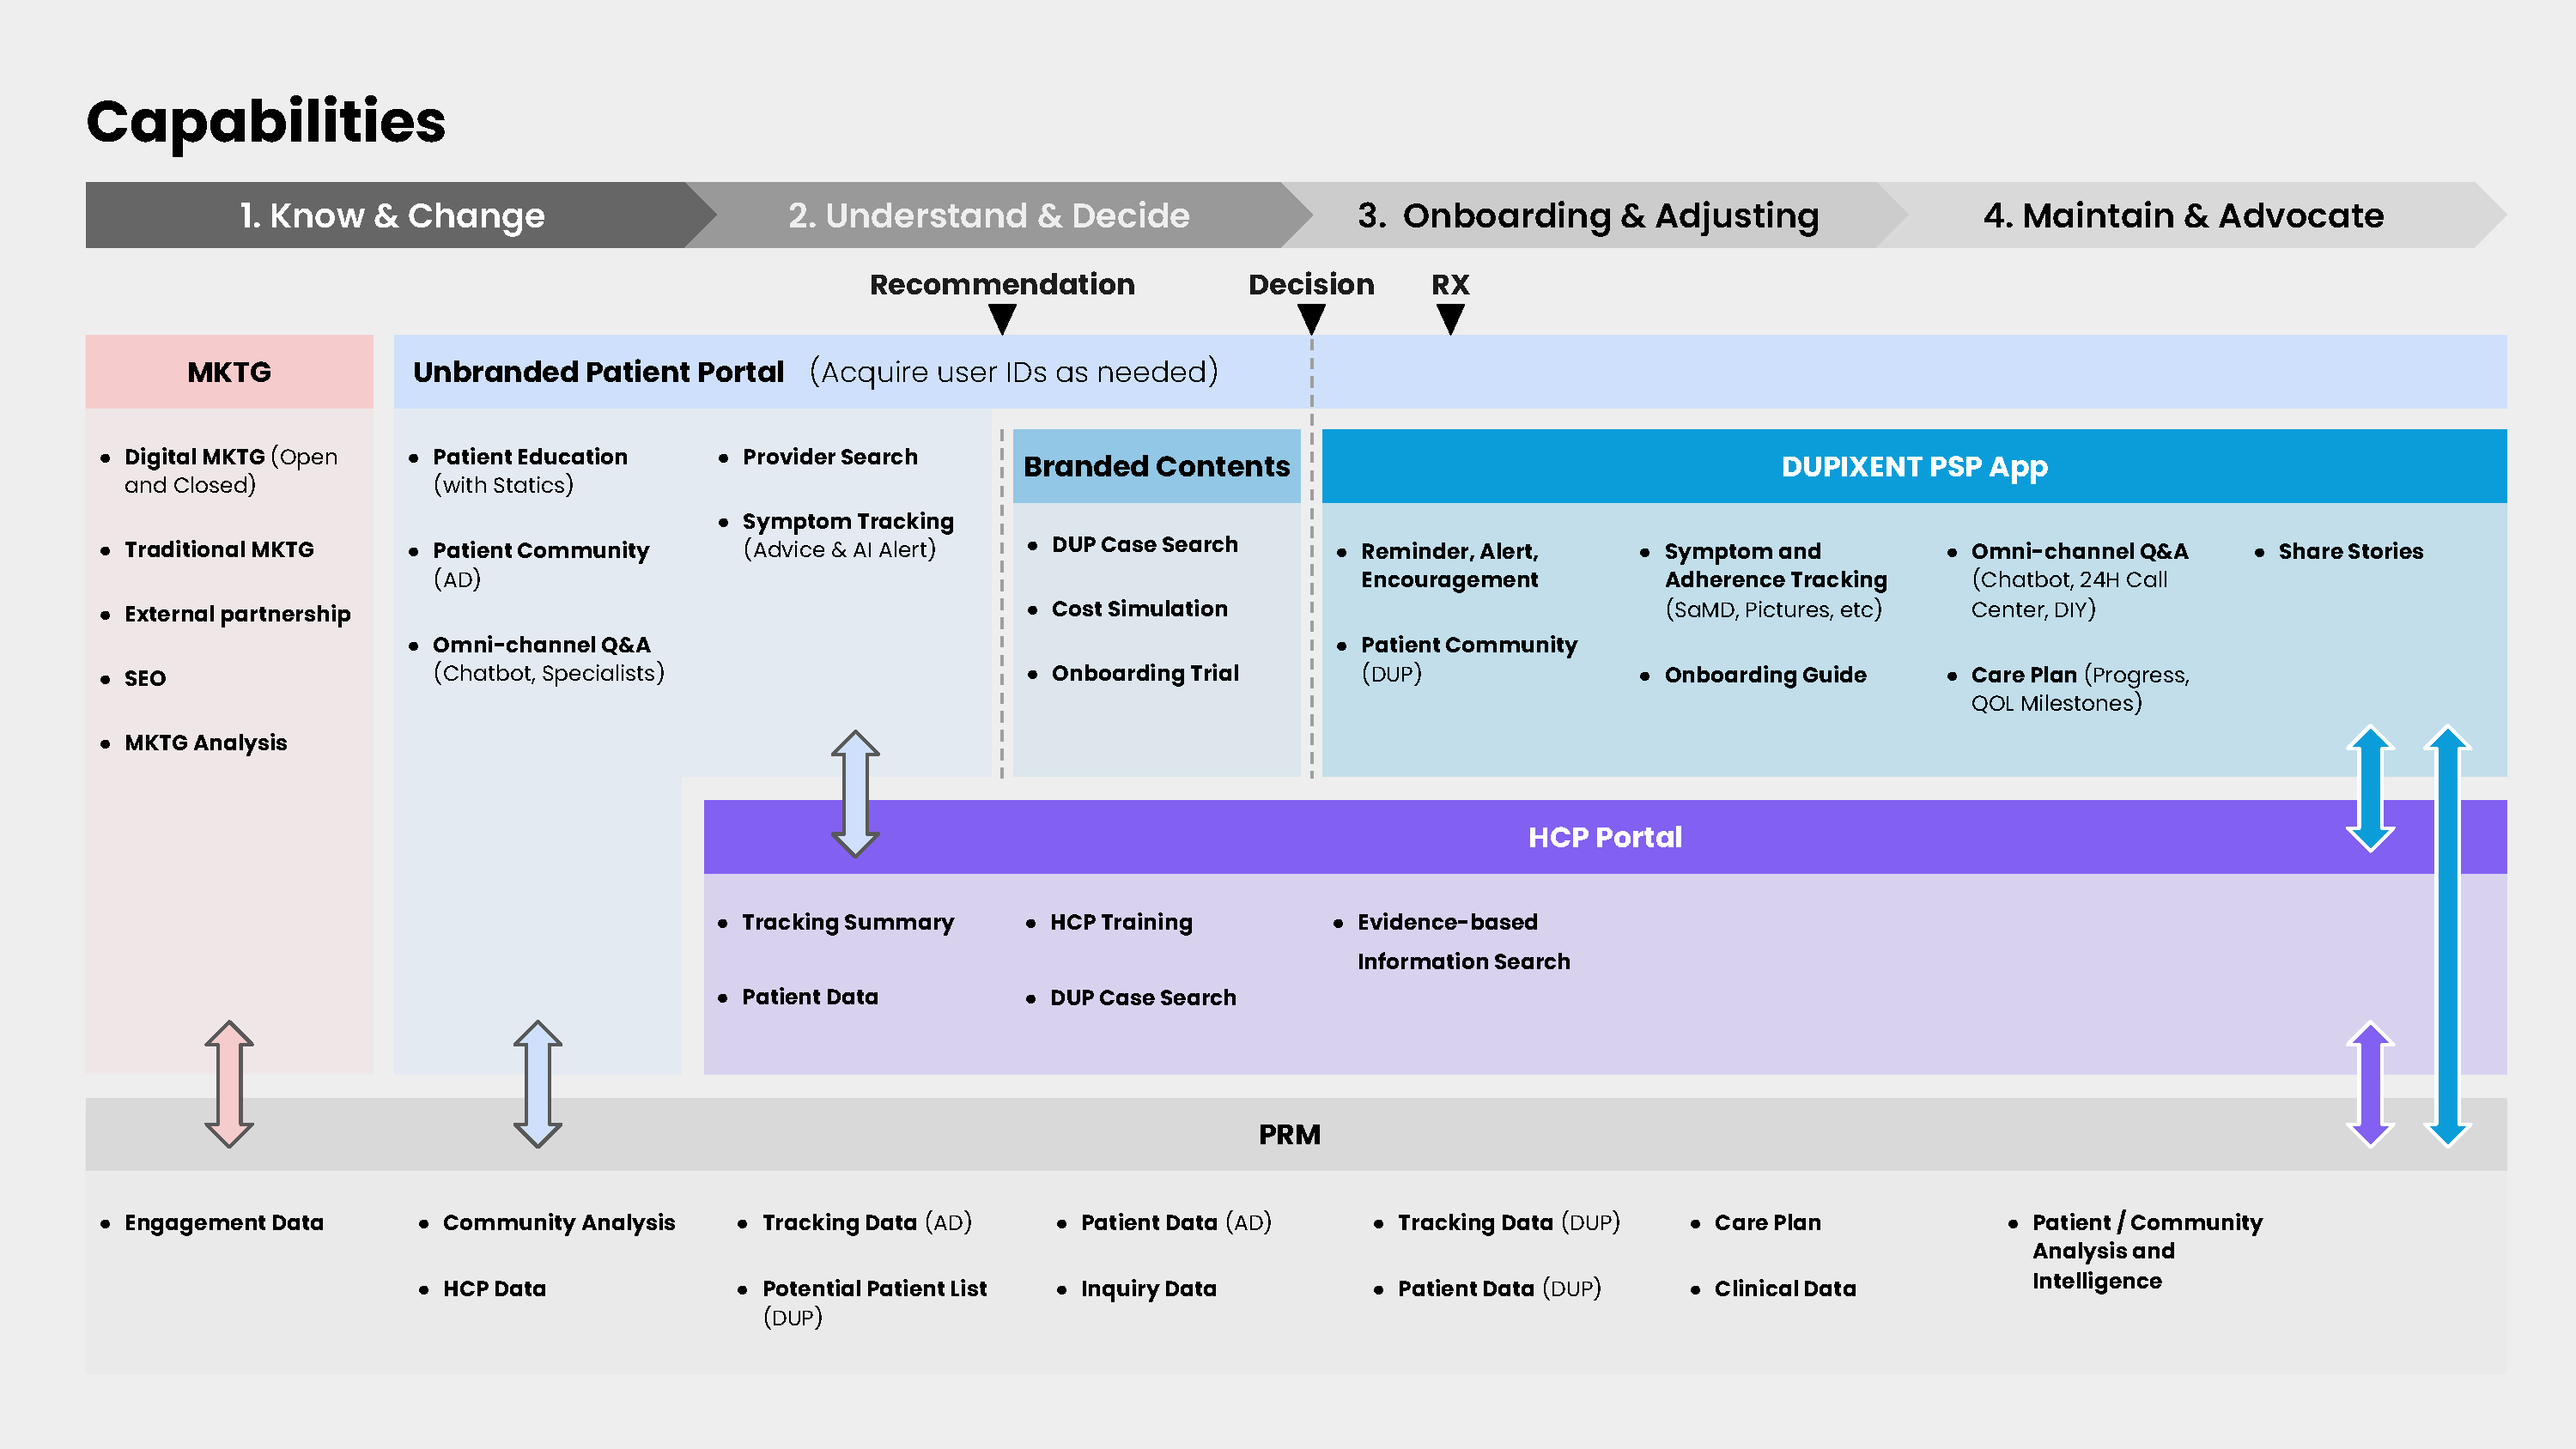 Capabilities
1. Know & Change
2. Understand & Decide
3. Onboarding & Adjusting
4. Maintain & Advocate
Recommendation
Decision
RX
MKTG
● Digital MKTG (Open
and Closed)
● Traditional MKTG
● External partnership
● SEO
● MKTG Analysis
Unbranded Patient Portal (Acquire user IDs as needed)
● Patient Education
(with Statics)
● Patient Community
(AD)
● Omni-channel Q&A
(Chatbot, Specialists)
● Provider Search
● Symptom Tracking
(Advice & AI Alert)
Branded Contents
● DUP Case Search
● Cost Simulation
● Onboarding Trial
DUPIXENT PSP App
● Reminder, Alert,
Encouragement
● Patient Community
(DUP)
● Symptom and
Adherence Tracking
(SaMD, Pictures, etc)
● Onboarding Guide
● Omni-channel Q&A
(Chatbot, 24H Call
Center, DIY)
● Care Plan (Progress,
QOL Milestones)
● Share Stories
HCP Portal
● Tracking Summary
● Patient Data
● HCP Training
● DUP Case Search
● Evidence-based
Information Search
PRM
● Engagement Data
● Community Analysis
● HCP Data
● Tracking Data (AD)
● Potential Patient List
(DUP)
● Patient Data (AD)
● Inquiry Data
● Tracking Data (DUP)
● Patient Data (DUP)
● Care Plan
● Clinical Data
● Patient / Community
Analysis and
Intelligence